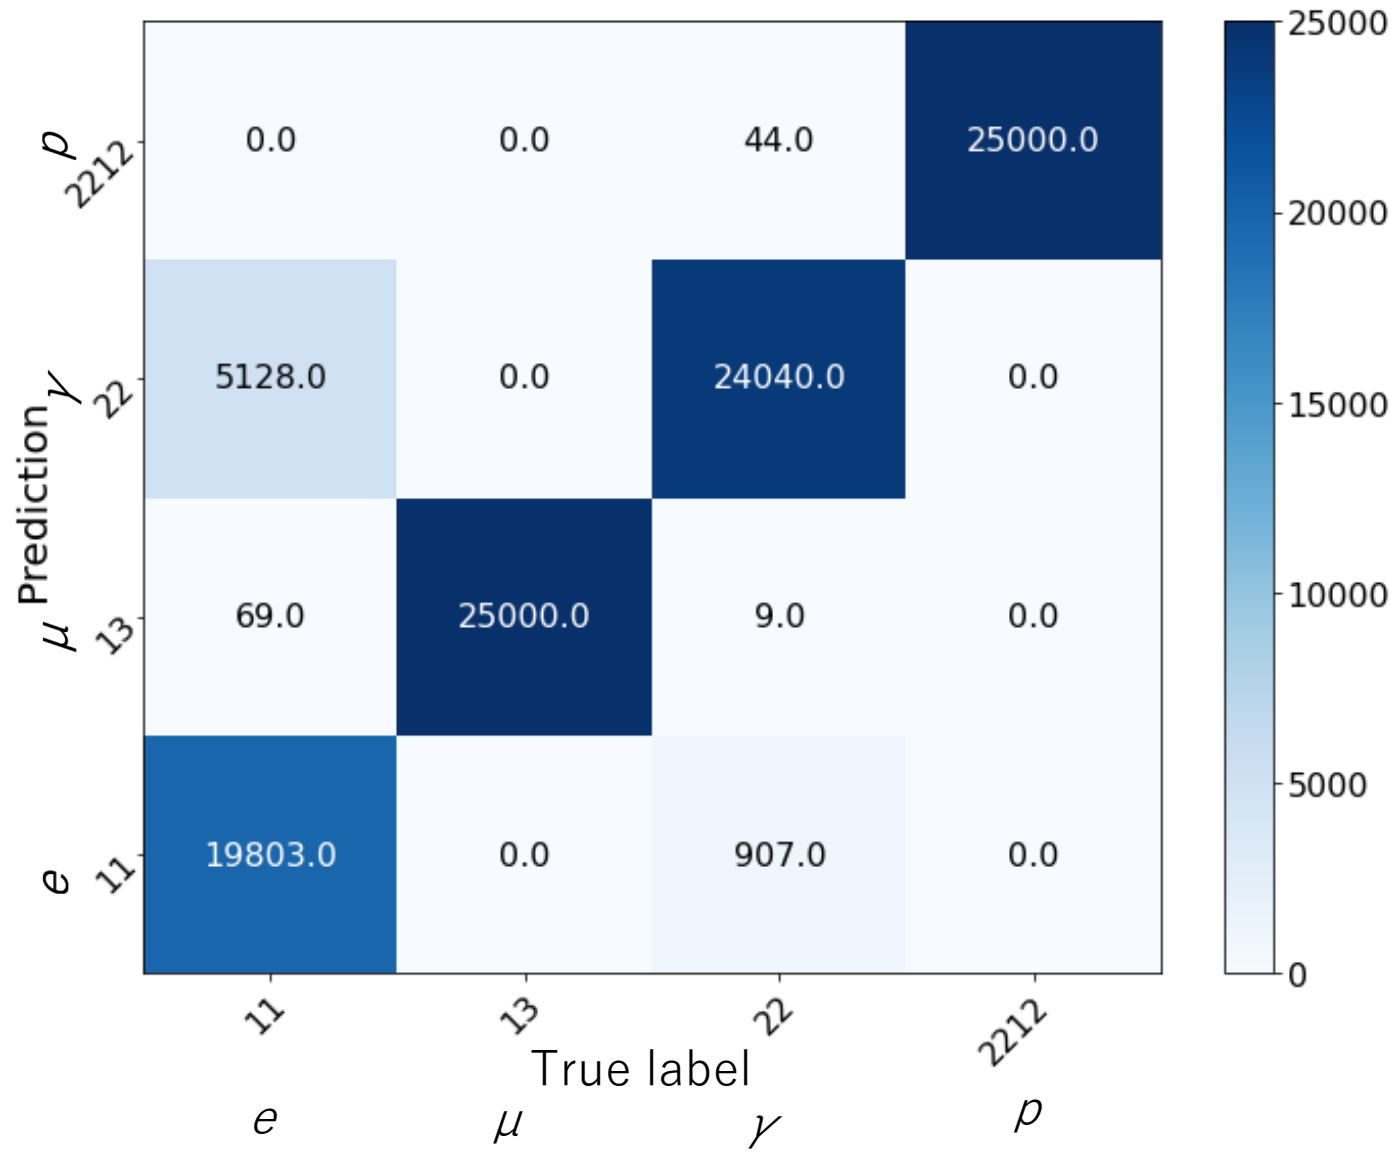 p
2212
0.0 0.0 44.0 25000.0
γ
22
5128.0 0.0 24040.0 0.0
Prediction
μ
13
69.0 25000.0 9.0 0.0
e
11
19803.0 0.0 907.0 0.0
11 13 22 2212
True label
e μ γ p
25000
20000
15000
10000
5000
0